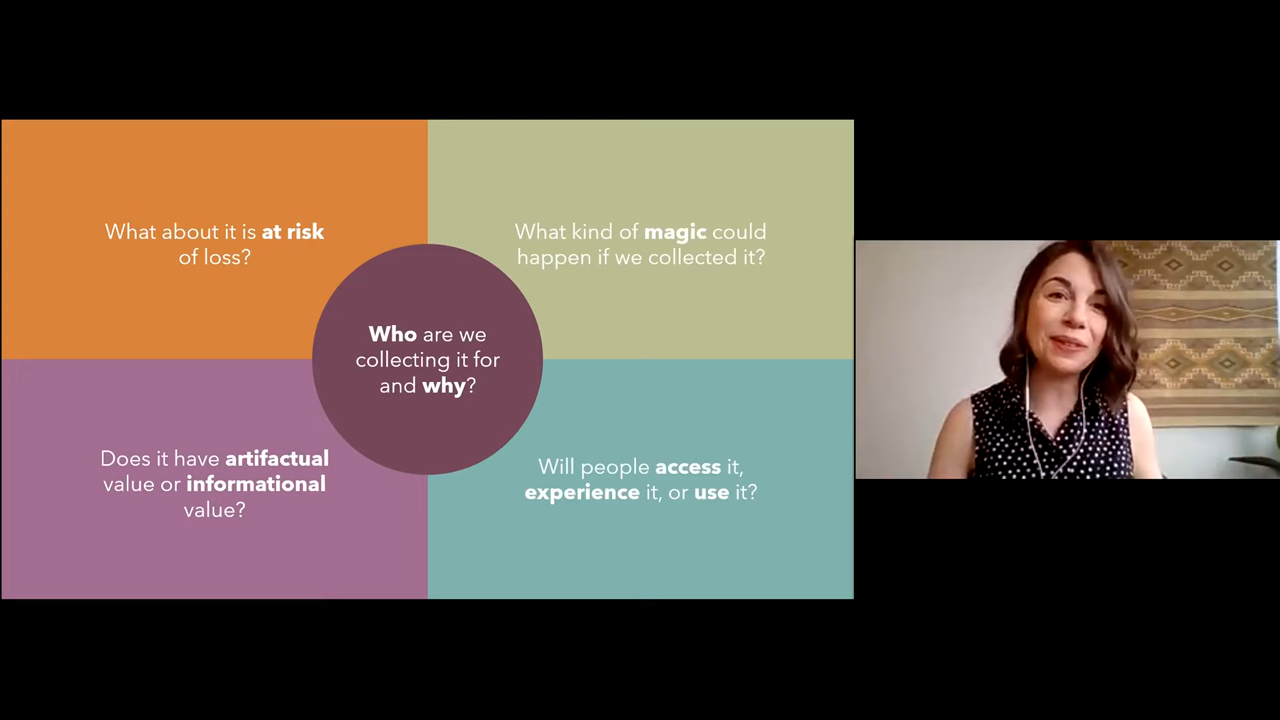 What about it is at risk
of loss?
What kind of magic could
happen if we collected it?
Who are we
collecting it for
and why?
Does it have artifactual
value or informational
value?
Will people access it,
experience it, or use it?